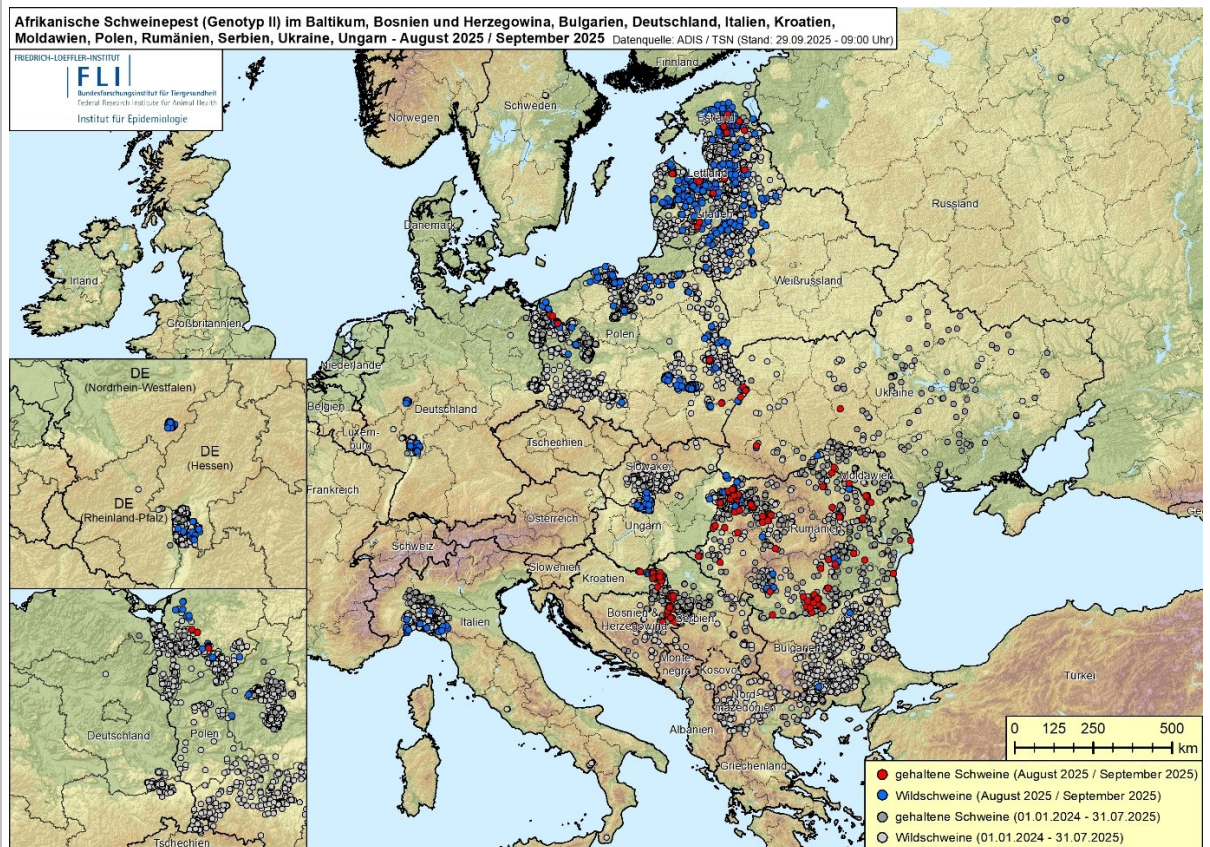 Afrikanische Schweinepest (Genotyp II) im Baltikum, Bosnien und Herzegowina, Bulgarien, Deutschland, Italien, Kroatien,
Moldawien, Polen, Rumänien, Serbien, Ukraine, Ungarn - August 2025 / September 2025 Datenquelle: ADIS / TSN (Stand: 29.09.2025 - 09:00 Uhr)
FRIEDRICH-LOEFFLER-INSTITUT
FLI
Bundesforschungsinstitut für Tiergesundheit
Federal Research Institute for Animal Health
Institut für Epidemiologie
Finnland
Schweden
Norwegen
Estland
Lettland
Russland
Litauen
Dänemark
Irland
Weißrussland
Großbritannien
Polen
Niederlande
Ukraine
Belgien
Deutschland
Luxem-
burg
Tschechien
Slowakei
Moldawien
Frankreich
Österreich
Ungarn
Rumänien
Schweiz
Slowenien
Kroatien
Italien
Bosnien &
Herzegowina
Serbien
Monte-
negro
Kosovo
Bulgarien
Nord-
mazedonien
Albanien
Türkei
Griechenland
Ge
DE
(Nordrhein-Westfalen)
DE
(Hessen)
DE
(Rheinland-Pfalz)
Deutschland
Polen
Tschechien
0 125 250 500
km
gehaltene Schweine (August 2025 / September 2025)
Wildschweine (August 2025 / September 2025)
gehaltene Schweine (01.01.2024 - 31.07.2025)
Wildschweine (01.01.2024 - 31.07.2025)